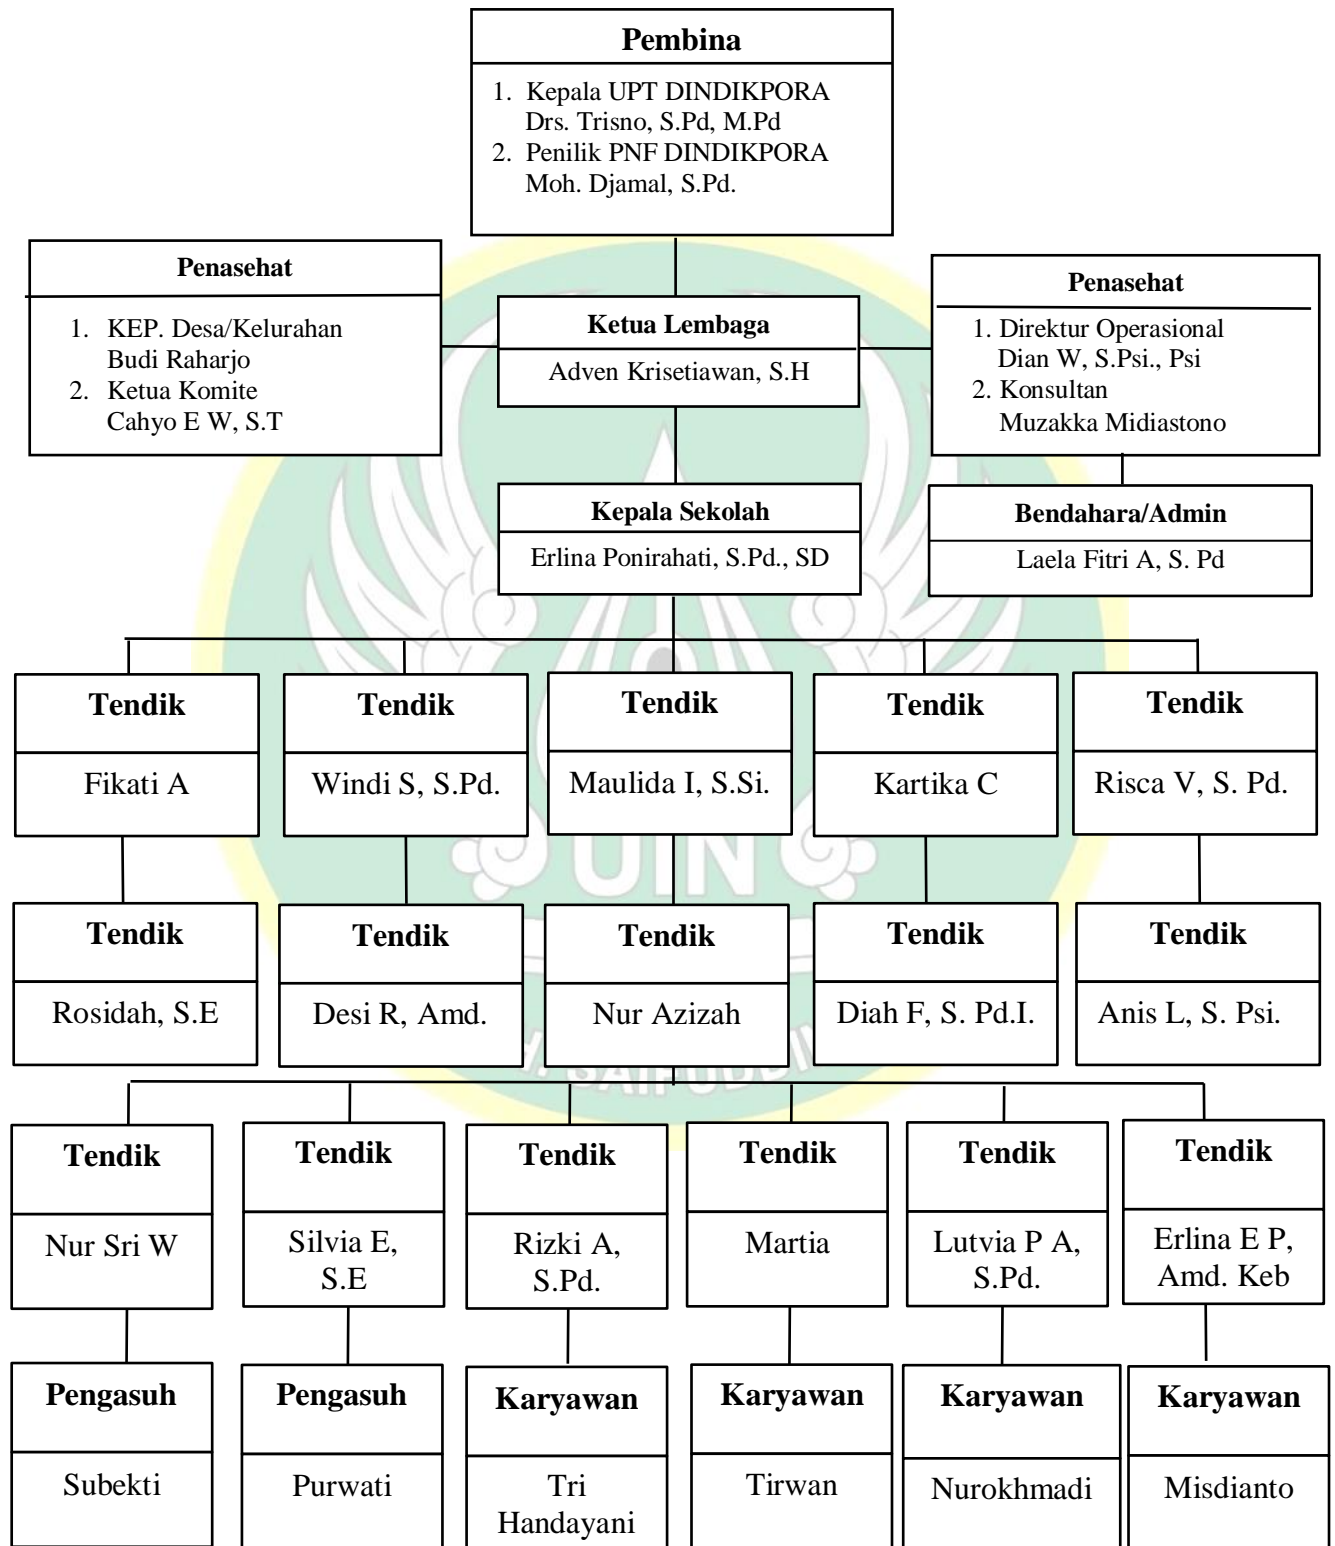 Pembina
1. Kepala UPT DINDIKPORA
Drs. Trisno, S.Pd, M.Pd
2. Penilik PNF DINDIKPORA
Moh. Djamal, S.Pd.
Penasehat
1. KEP. Desa/Kelurahan
Budi Raharjo
2. Ketua Komite
Cahyo E W, S.T
Ketua Lembaga
Adven Krisetiawan, S.H
Penasehat
1. Direktur Operasional
Dian W, S.Psi., Psi
2. Konsultan
Muzakka Midiastono
Kepala Sekolah
Erlina Ponirahati, S.Pd., SD
Bendahara/Admin
Laela Fitri A, S. Pd
Tendik
Fikati A
Tendik
Windi S, S.Pd.
Tendik
Maulida I, S.Si.
Tendik
Kartika C
Tendik
Risca V, S. Pd.
UIN
Tendik
Rosidah, S.E
Tendik
Desi R, Amd.
Tendik
Nur Azizah
Tendik
Diah F, S. Pd.I.
Tendik
Anis L, S. Psi.
H. SAIFUDDIN
Tendik
Nur Sri W
Tendik
Silvia E,
S.E
Tendik
Rizki A,
S.Pd.
Tendik
Martia
Tendik
Lutvia P A,
S.Pd.
Tendik
Erlina E P,
Amd. Keb
Pengasuh
Subekti
Pengasuh
Purwati
Karyawan
Tri
Handayani
Karyawan
Tirwan
Karyawan
Nurokhmadi
Karyawan
Misdianto